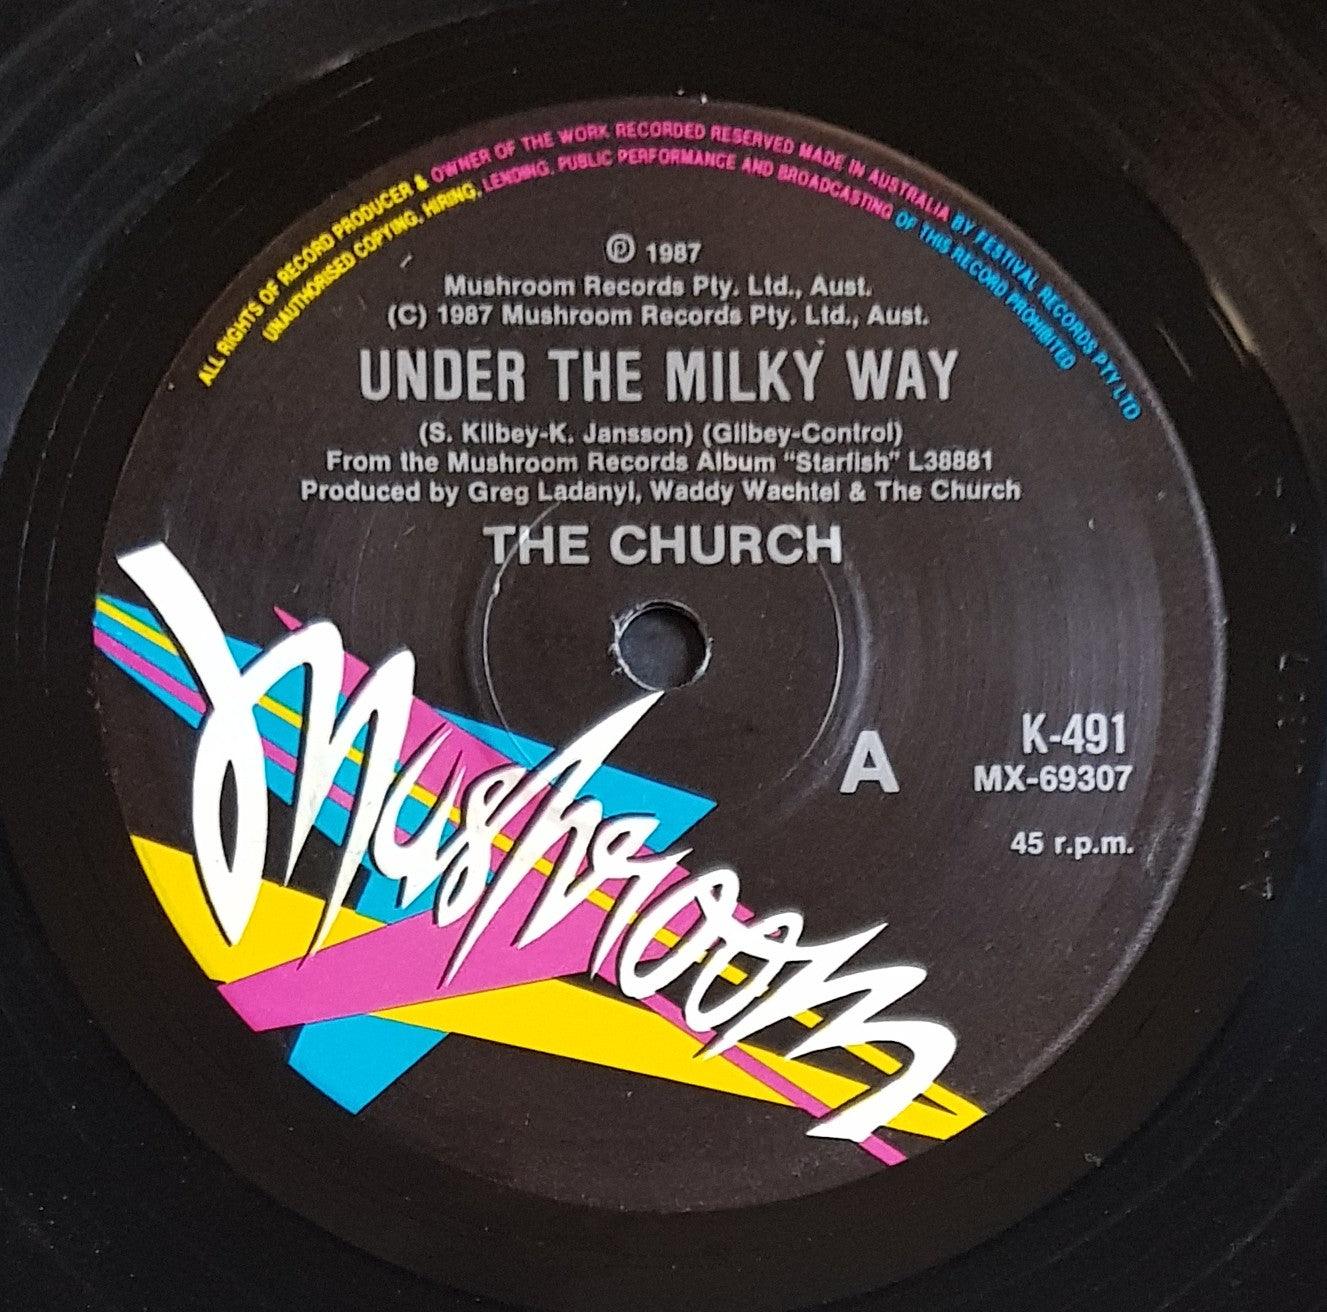 ALL RIGHTS OF RECORD PRODUCER & OWNER OF THE WORK RECORDED RESERVED MADE IN AUSTRALIA BY FESTIVAL RECORDS PTY LTD
UNAUTHORISED COPYING, HIRING, LENDING, PUBLIC PERFORMANCE AND BROADCASTING OF THIS RECORD PROHIBITED
℗ 1987
Mushroom Records Pty. Ltd., Aust.
(C) 1987 Mushroom Records Pty. Ltd., Aust.
UNDER THE MILKY WAY
(S. Kilbey-K. Jansson) (Gilbey-Control)
From the Mushroom Records Album "Starfish" L38881
Produced by Greg Ladanyi, Waddy Wachtel & The Church
THE CHURCH
A
K-491
MX-69307
45 r.p.m.
Mushroom